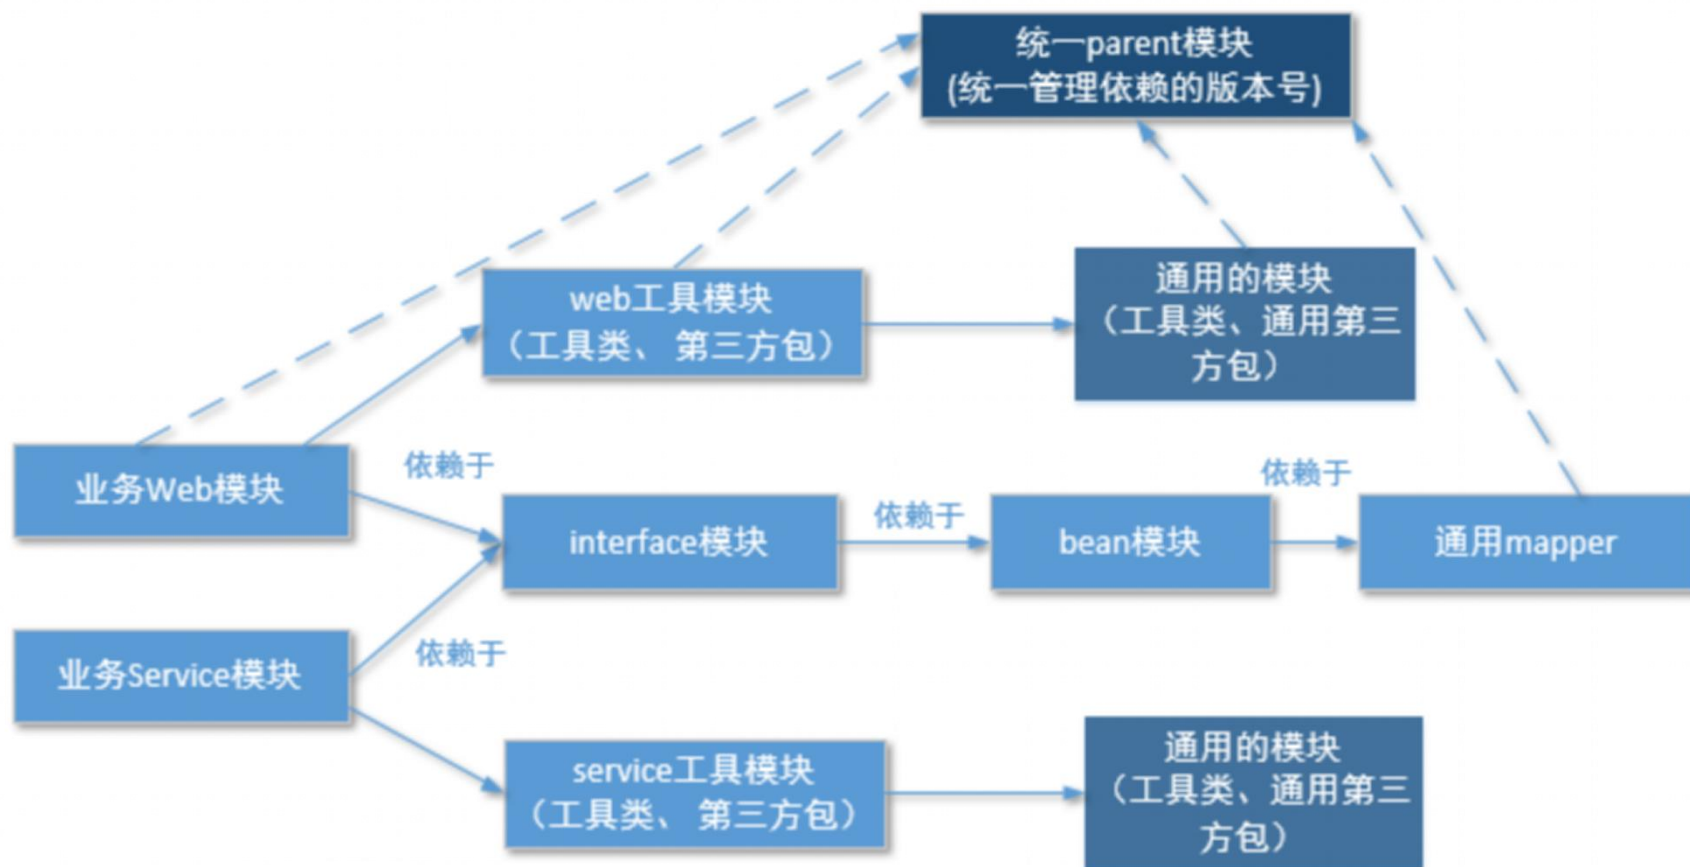 统一parent模块
(统一管理依赖的版本号)
web工具模块
（工具类、 第三方包）
通用的模块
（工具类、通用第三
方包）
业务Web模块
依赖于
interface模块
依赖于
bean模块
依赖于
通用mapper
业务Service模块
依赖于
service工具模块
（工具类、 第三方包）
通用的模块
（工具类、通用第三
方包）